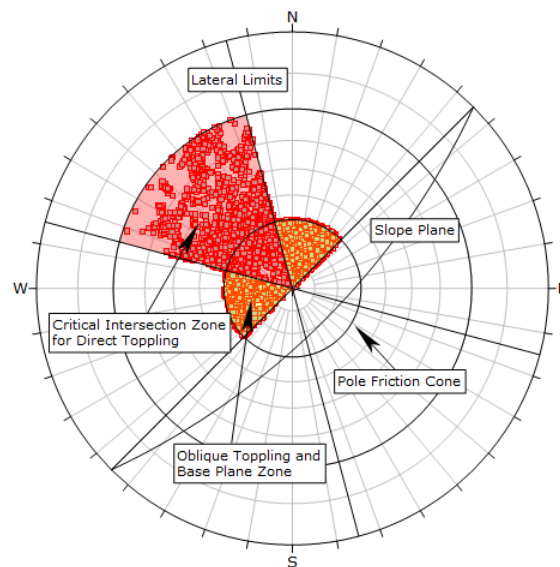 N
Lateral Limits
Slope Plane
W
E
Critical Intersection Zone
for Direct Toppling
Pole Friction Cone
Oblique Toppling and
Base Plane Zone
S